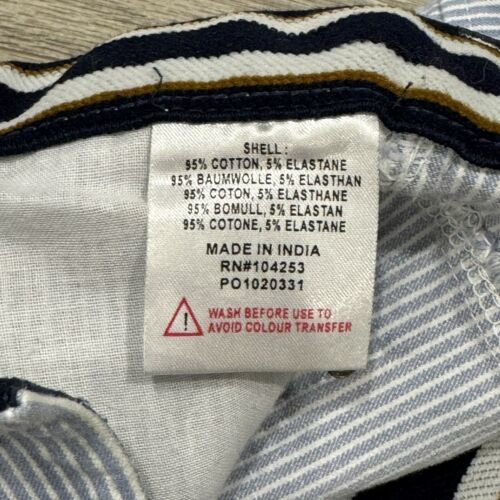 SHELL :
95% COTTON, 5% ELASTANE
95% BAUMWOLLE, 5% ELASTHAN
95% COTON, 5% ELASTHANE
95% BOMULL, 5% ELASTAN
95% COTONE, 5% ELASTANE
MADE IN INDIA
RN#104253
PO1020331
! WASH BEFORE USE TO
AVOID COLOUR TRANSFER